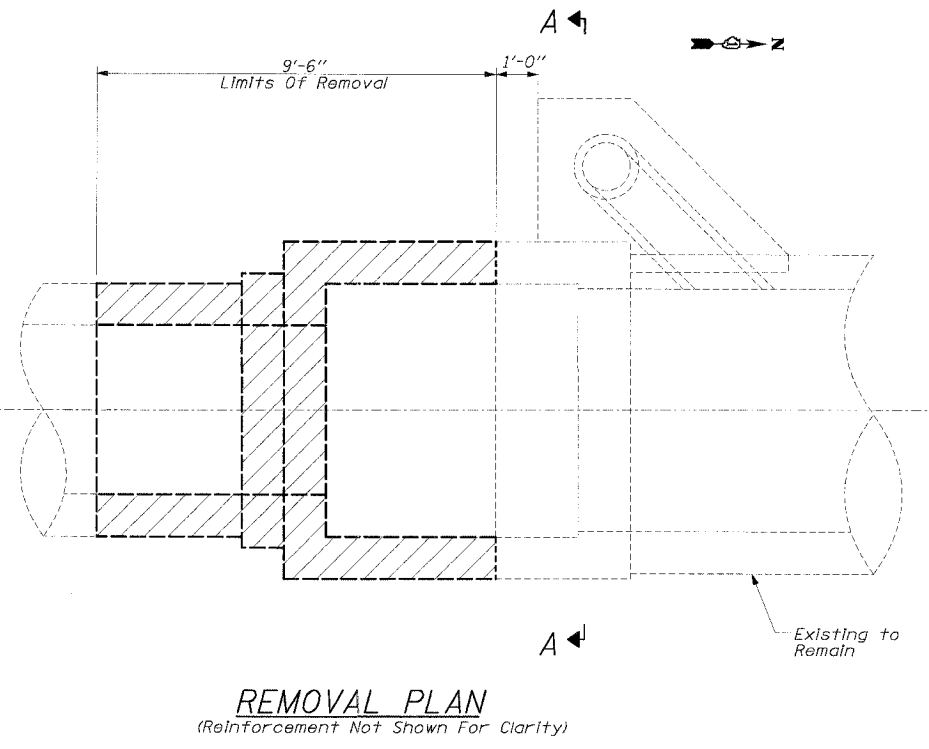 A
N
9'-6"
Limits Of Removal
1'-0"
A
Existing to
Remain
REMOVAL PLAN
(Reinforcement Not Shown For Clarity)